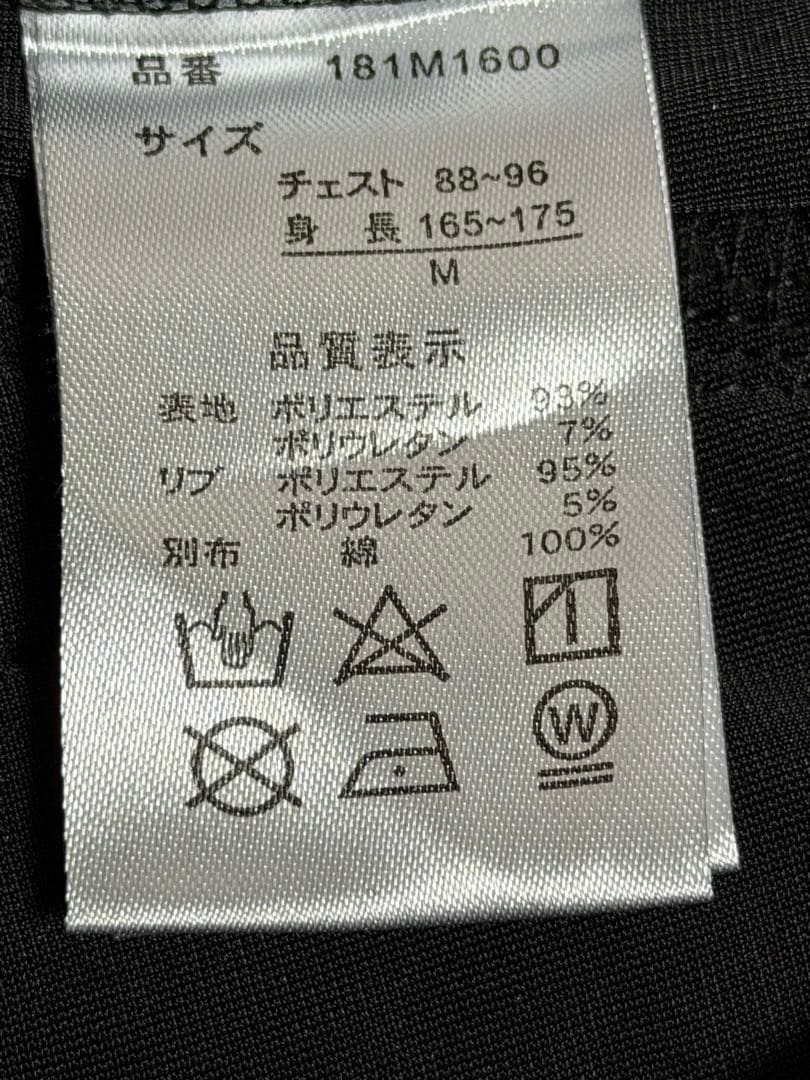 品番 181M1600
サイズ
チェスト 88~96
身 長 165~175
M
品質表示
表地 ポリエステル 93%
ポリウレタン 7%
リブ ポリエステル 95%
ポリウレタン 5%
別布 綿 100%
W